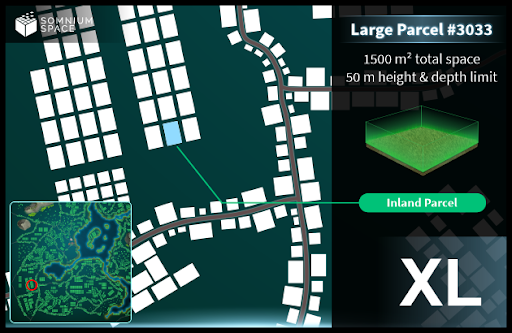 SOMNIUM
SPACE
Large Parcel #3033
1500 m² total space
50 m height & depth limit
Inland Parcel
XL